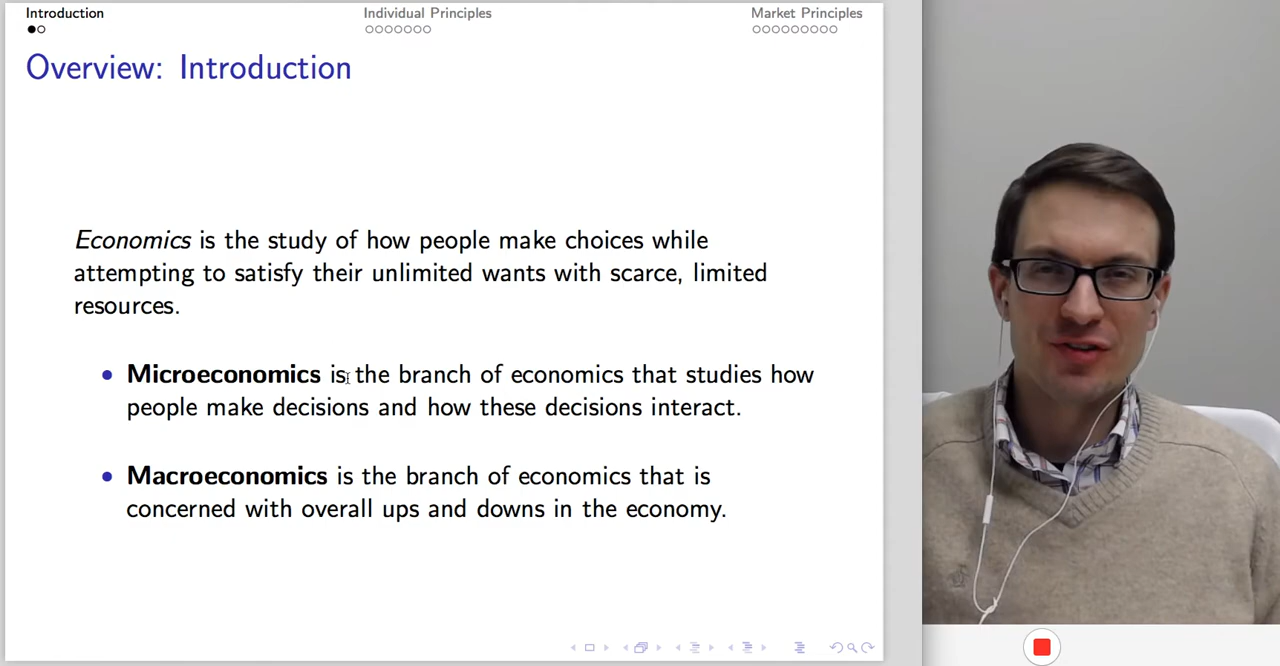 Introduction
Individual Principles
Market Principles
Overview: Introduction
Economics is the study of how people make choices while
attempting to satisfy their unlimited wants with scarce, limited
resources.
Microeconomics is the branch of economics that studies how
people make decisions and how these decisions interact.
Macroeconomics is the branch of economics that is
concerned with overall ups and downs in the economy.